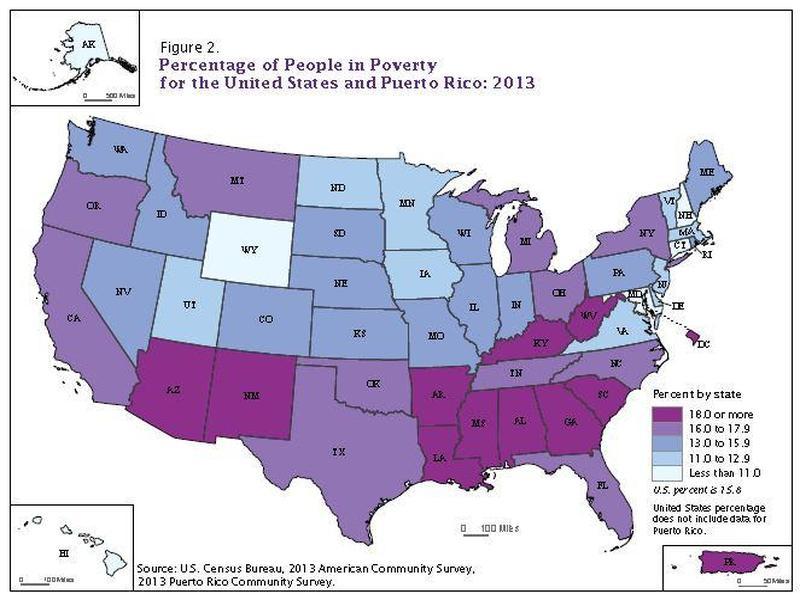 Figure 2.
Percentage of People in Poverty
for the United States and Puerto Rico: 2013
AK
0 500 Miles
WA
MT
ND
MN
ME
OR
ID
SD
WI
MI
NY
VT
NH
MA
CT
RI
WY
IA
NE
PA
NJ
NV
UT
CO
IL
IN
OH
MD
DE
CA
KS
MO
WV
VA
DC
KY
AZ
NM
OK
AR
TN
NC
SC
MS
AL
GA
TX
LA
FL
Percent by state
18.0 or more
16.0 to 17.9
13.0 to 15.9
11.0 to 12.9
Less than 11.0
U.S. percent is 15.8
United States percentage
does not include data for
Puerto Rico.
0 100 Miles
HI
0 100 Miles
PR
0 50 Miles
Source: U.S. Census Bureau, 2013 American Community Survey,
2013 Puerto Rico Community Survey.